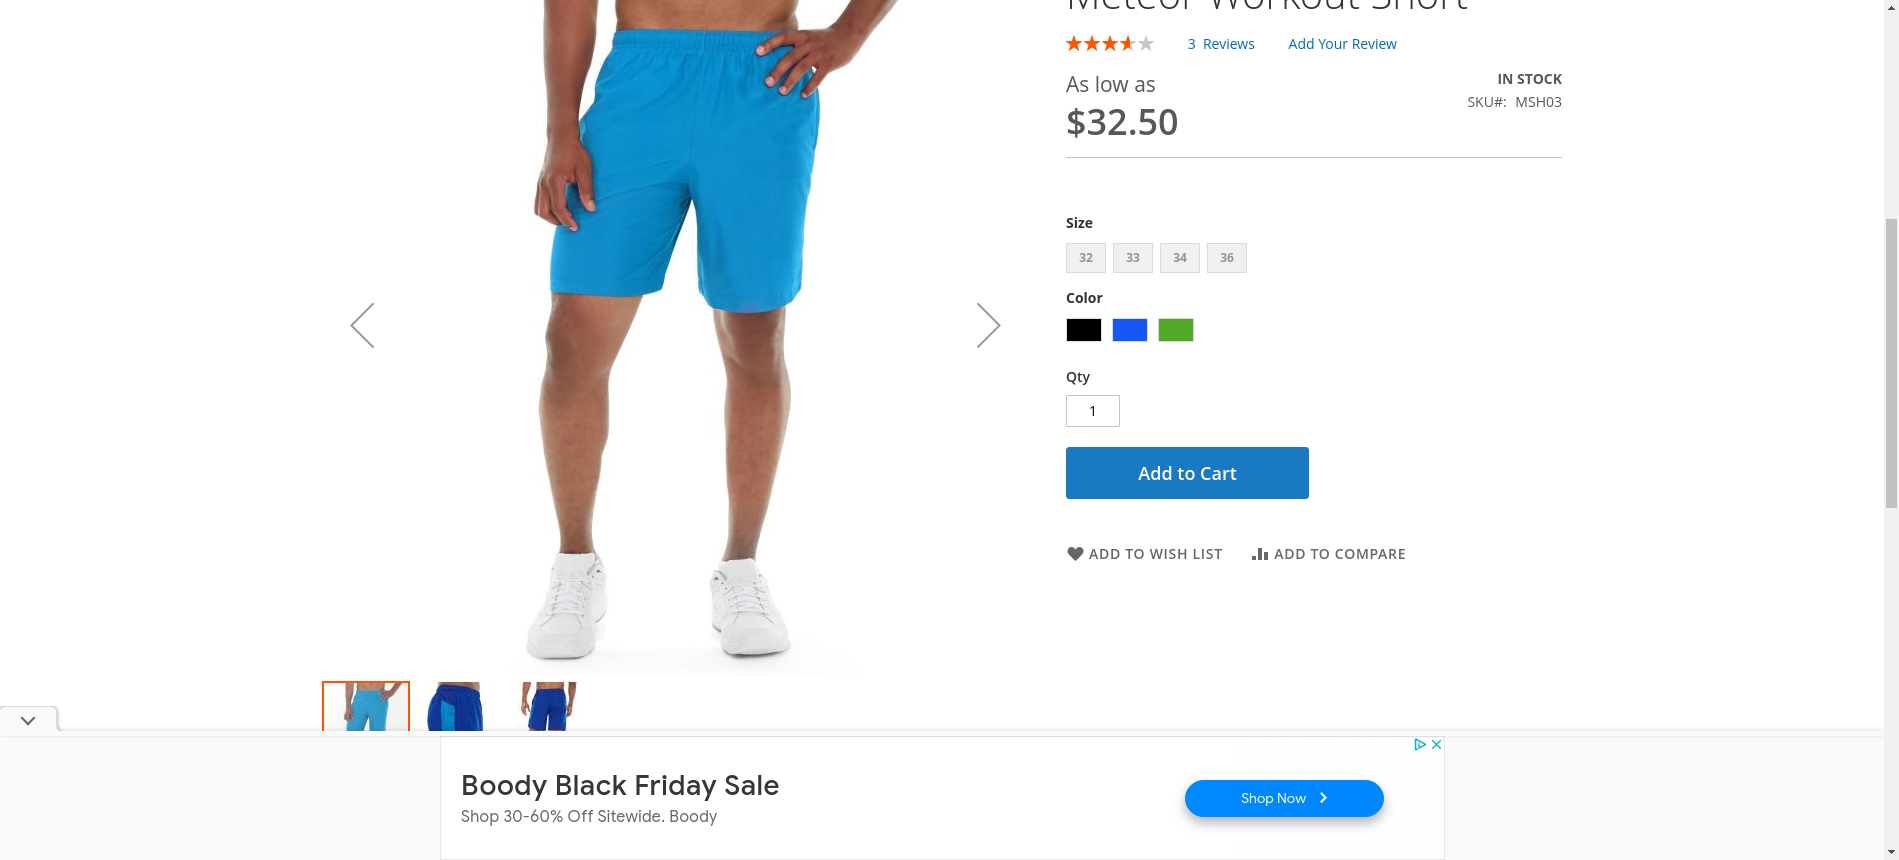 Meteor Workout Short
3 Reviews Add Your Review
As low as
$32.50
IN STOCK
SKU#: MSH03
Size
32 33 34 36
Color
Qty
1
Add to Cart
ADD TO WISH LIST ADD TO COMPARE
Boody Black Friday Sale
Shop 30-60% Off Sitewide. Boody
Shop Now